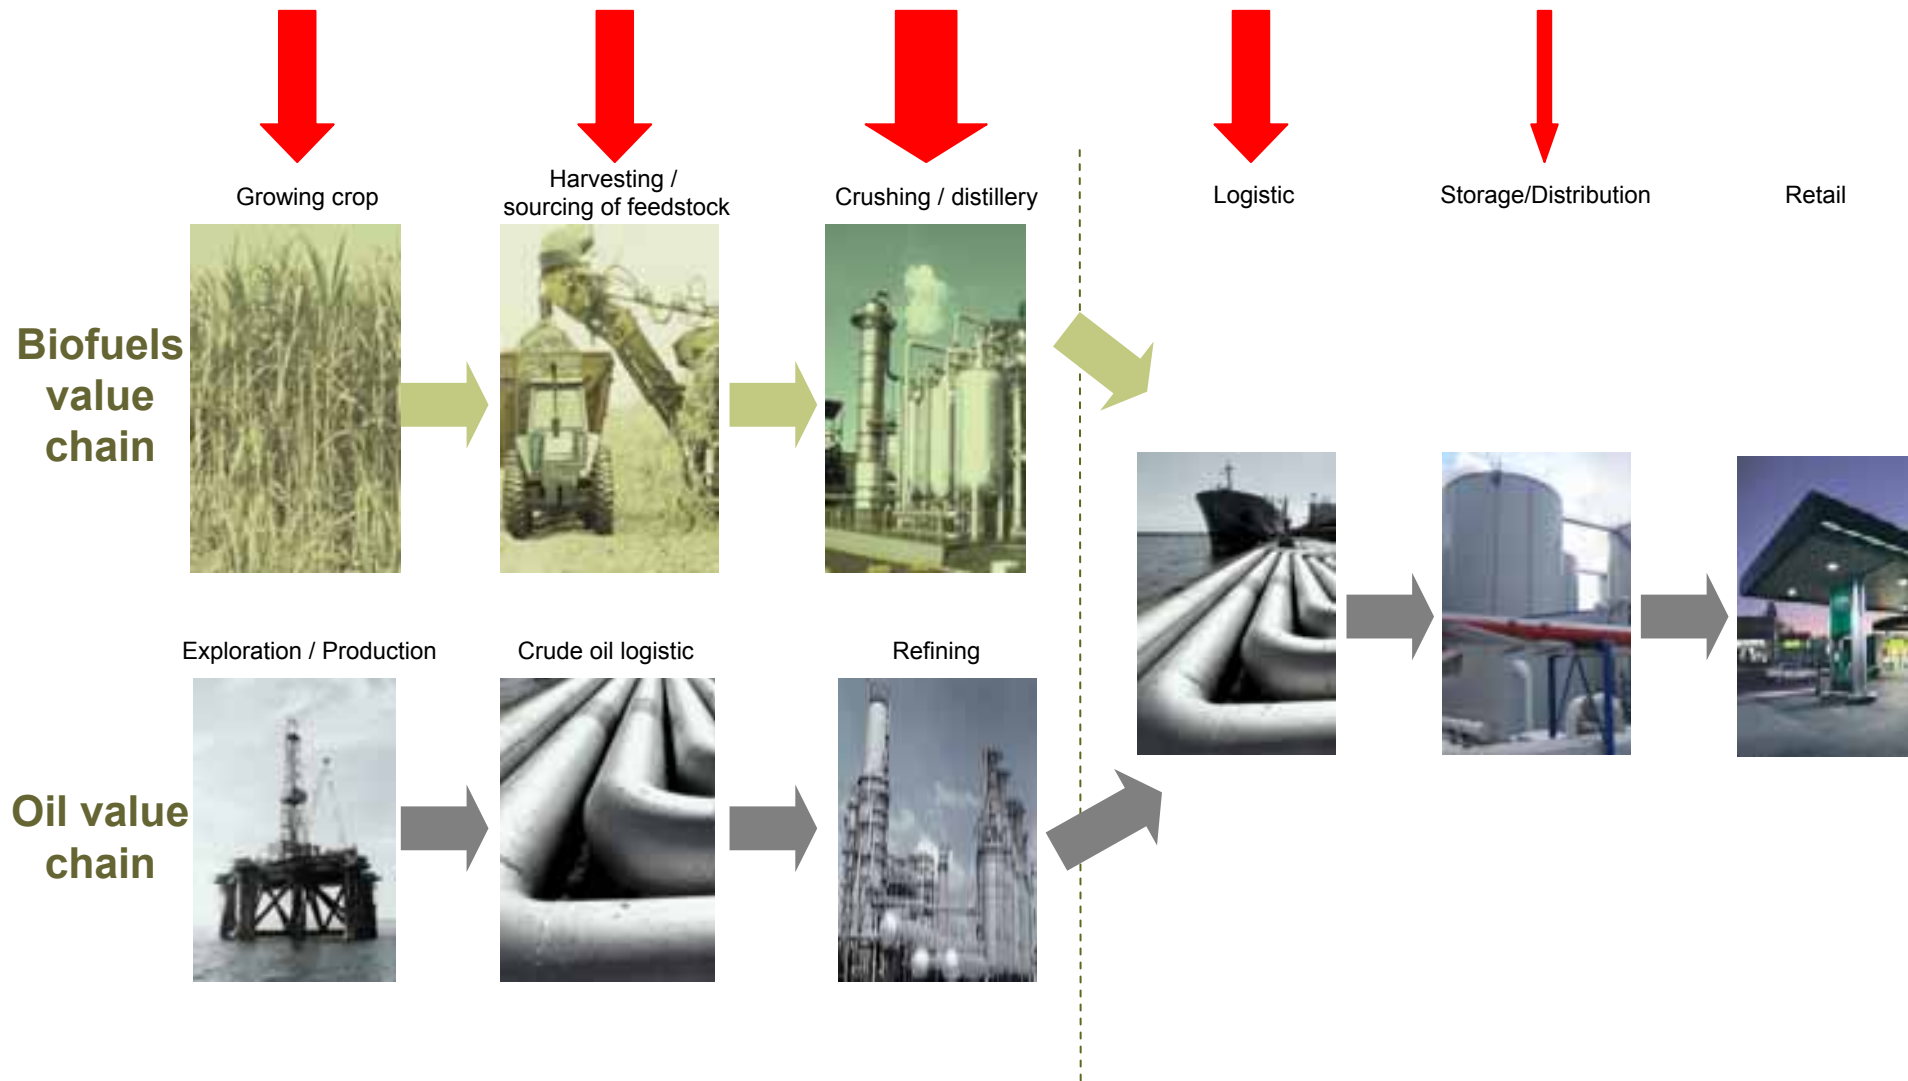 Growing crop
Harvesting /
sourcing of feedstock
Crushing / distillery
Logistic
Storage/Distribution
Retail
Biofuels
value
chain
Exploration / Production
Crude oil logistic
Refining
Oil value
chain